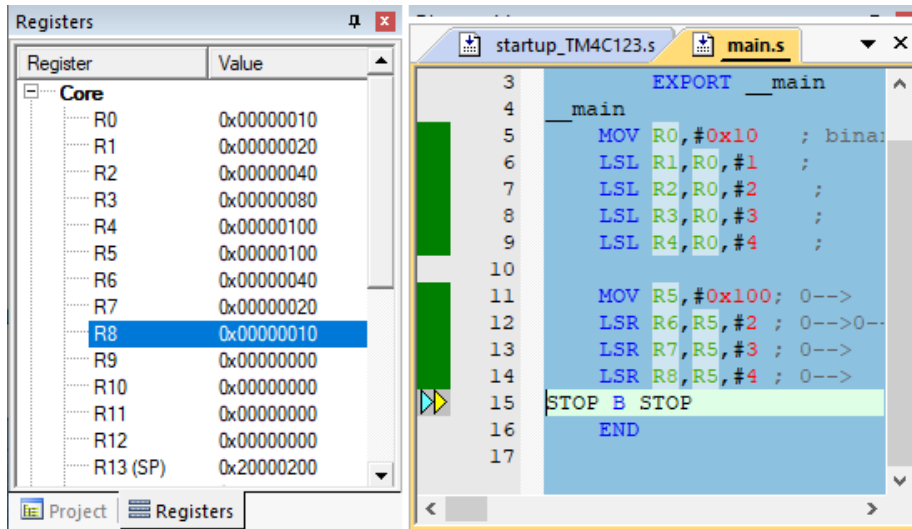 Registers
Register Value
Core
R0 0x00000010
R1 0x00000020
R2 0x00000040
R3 0x00000080
R4 0x00000100
R5 0x00000100
R6 0x00000040
R7 0x00000020
R8 0x00000010
R9 0x00000000
R10 0x00000000
R11 0x00000000
R12 0x00000000
R13 (SP) 0x20000200
Project Registers
startup_TM4C123.s main.s
3 EXPORT __main
4 __main
5 MOV R0,#0x10 ; binar
6 LSL R1,R0,#1 ;
7 LSL R2,R0,#2 ;
8 LSL R3,R0,#3 ;
9 LSL R4,R0,#4 ;
10
11 MOV R5,#0x100; 0-->
12 LSR R6,R5,#2 ; 0-->0--
13 LSR R7,R5,#3 ; 0-->
14 LSR R8,R5,#4 ; 0-->
15 STOP B STOP
16 END
17